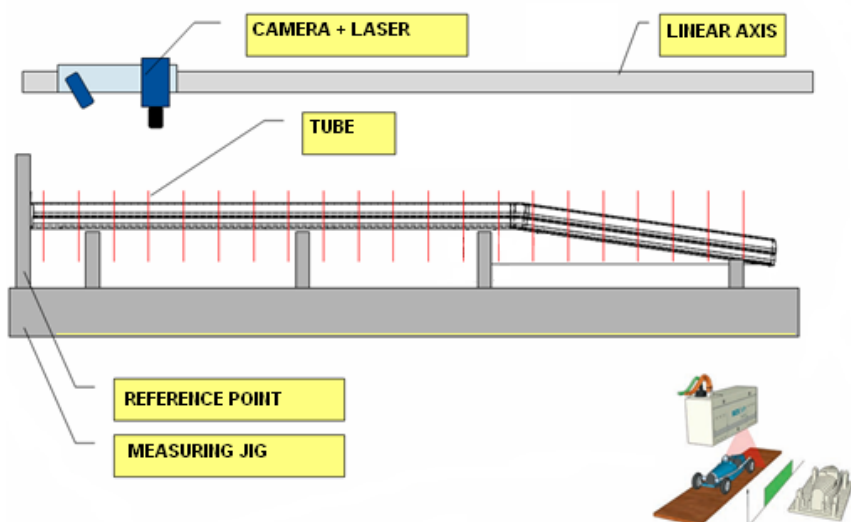 CAMERA + LASER
LINEAR AXIS
TUBE
REFERENCE POINT
MEASURING JIG